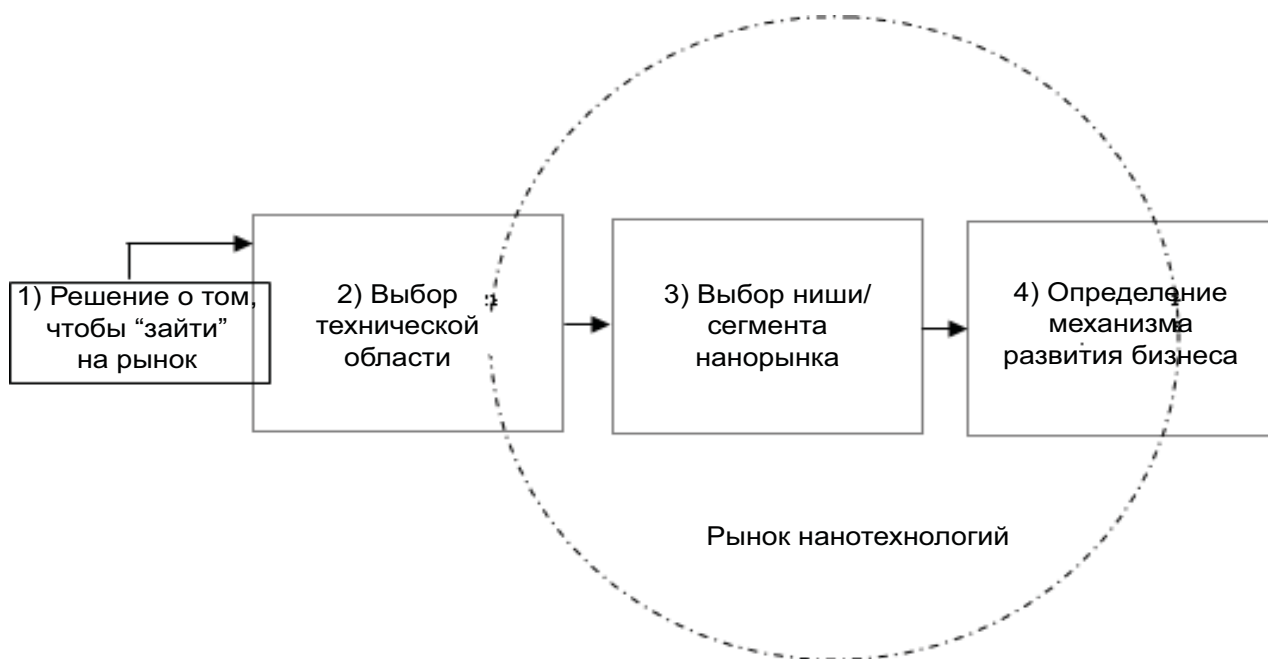 1) Решение о том,
чтобы “зайти”
на рынок
2) Выбор
технической
области
3) Выбор ниши/
сегмента
нанорынка
4) Определение
механизма
развития бизнеса
Рынок нанотехнологий